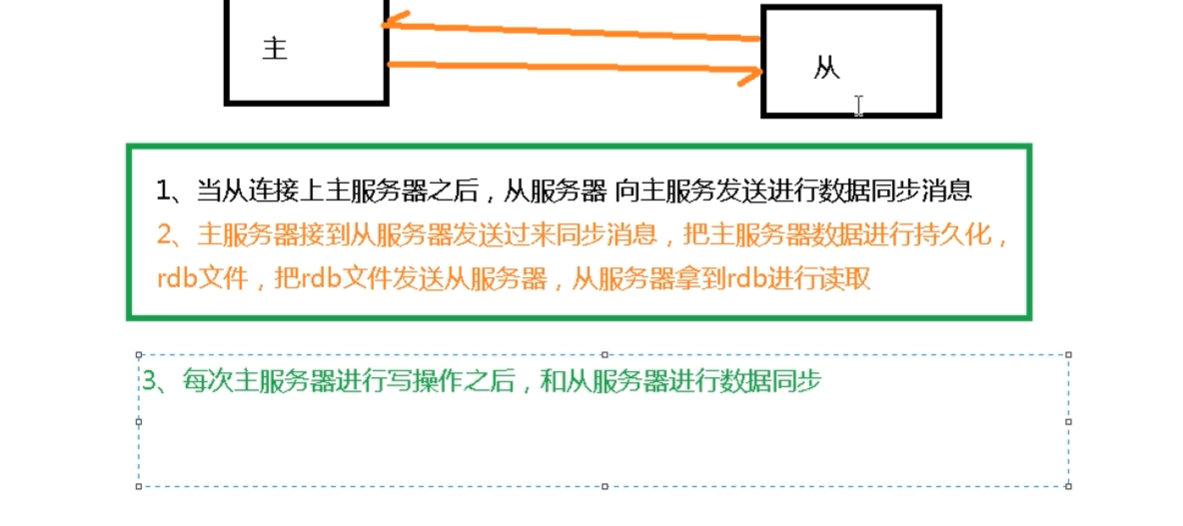 主
从
1、当从连接上主服务器之后，从服务器 向主服务发送进行数据同步消息
2、主服务器接到从服务器发送过来同步消息，把主服务器数据进行持久化，
rdb文件，把rdb文件发送从服务器，从服务器拿到rdb进行读取
3、每次主服务器进行写操作之后，和从服务器进行数据同步